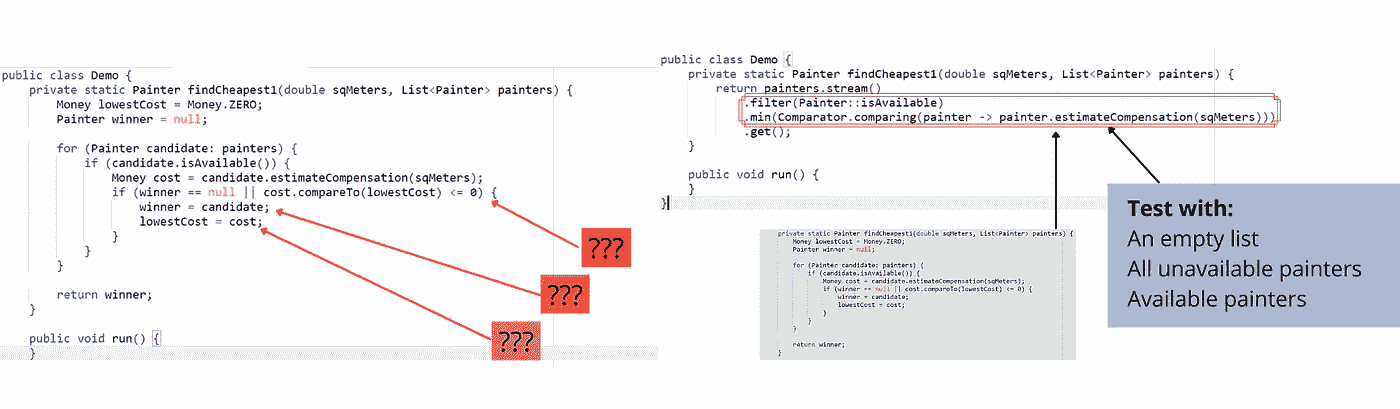 public class Demo {
private static Painter findCheapest1(double sqMeters, List<Painter> painters) {
Money lowestCost = Money.ZERO;
Painter winner = null;
for (Painter candidate: painters) {
if (candidate.isAvailable()) {
Money cost = candidate.estimateCompensation(sqMeters);
if (winner == null || cost.compareTo(lowestCost) <= 0) {
winner = candidate;
lowestCost = cost;
}
}
}
return winner;
}
public void run() {
}
???
???
???
public class Demo {
private static Painter findCheapest1(double sqMeters, List<Painter> painters) {
return painters.stream()
.filter(Painter::isAvailable)
.min(Comparator.comparing(painter -> painter.estimateCompensation(sqMeters)))
.get();
}
public void run() {
}
}
private static Painter findCheapest1(double sqMeters, List<Painter> painters) {
Money lowestCost = Money.ZERO;
Painter winner = null;
for (Painter candidate: painters) {
if (candidate.isAvailable()) {
Money cost = candidate.estimateCompensation(sqMeters);
if (winner == null || cost.compareTo(lowestCost) <= 0) {
winner = candidate;
lowestCost = cost;
}
}
}
return winner;
}
Test with:
An empty list
All unavailable painters
Available painters